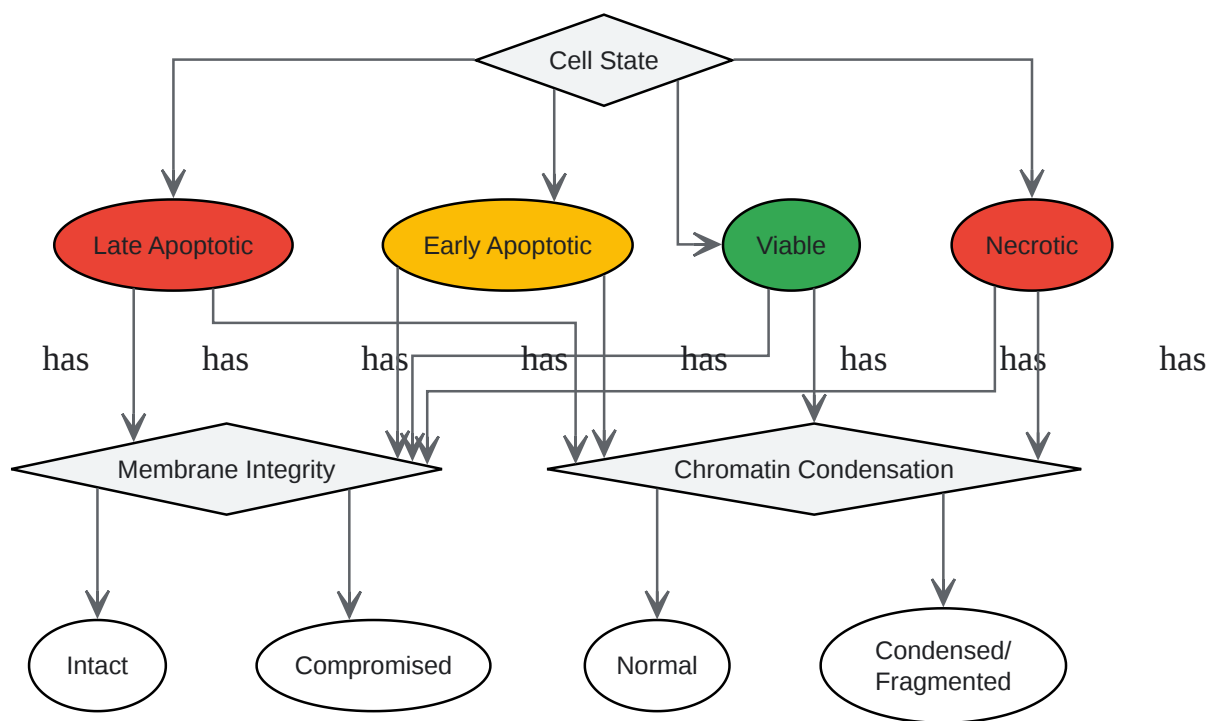 Cell State
Late Apoptotic
Early Apoptotic
Viable
Necrotic
has
has
has
has
has
has
has
has
Membrane Integrity
Chromatin Condensation
Intact
Compromised
Normal
Condensed/
Fragmented